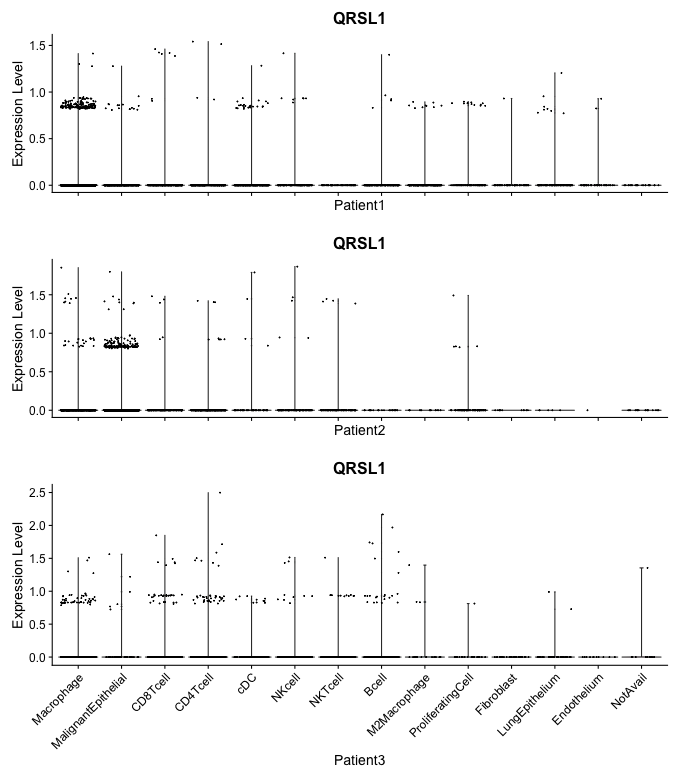 QRSL1
Expression Level
1.5
1.0
0.5
0.0
Patient1
QRSL1
Expression Level
1.5
1.0
0.5
0.0
Patient2
QRSL1
Expression Level
2.5
2.0
1.5
1.0
0.5
0.0
Macrophage
MalignantEpithelial
CD8Tcell
CD4Tcell
cDC
NKcell
NKTcell
Bcell
M2Macrophage
ProliferatingCell
Fibroblast
LungEpithelium
Endothelium
NotAvail
Patient3